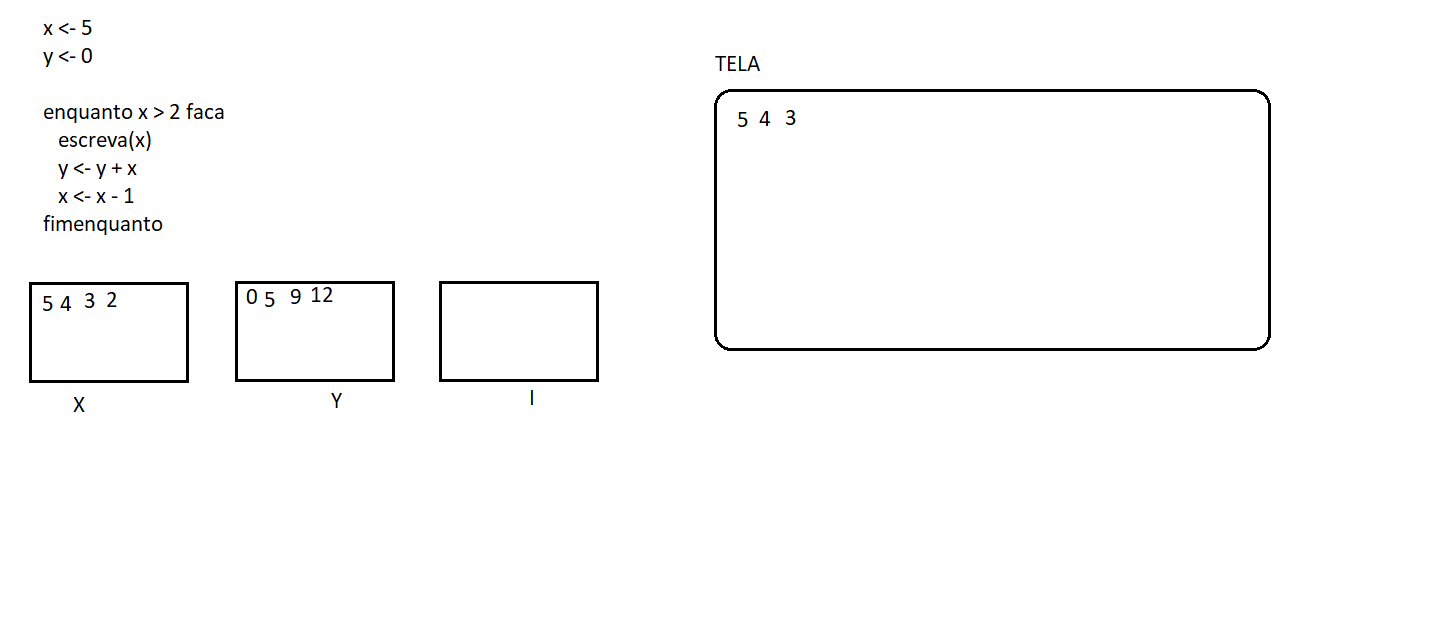 x <- 5
y <- 0
enquanto x > 2 faca
escreva(x)
y <- y + x
x <- x - 1
fimenquanto
TELA
5 4 3
5 4 3 2
0 5 9 12
X
Y
I